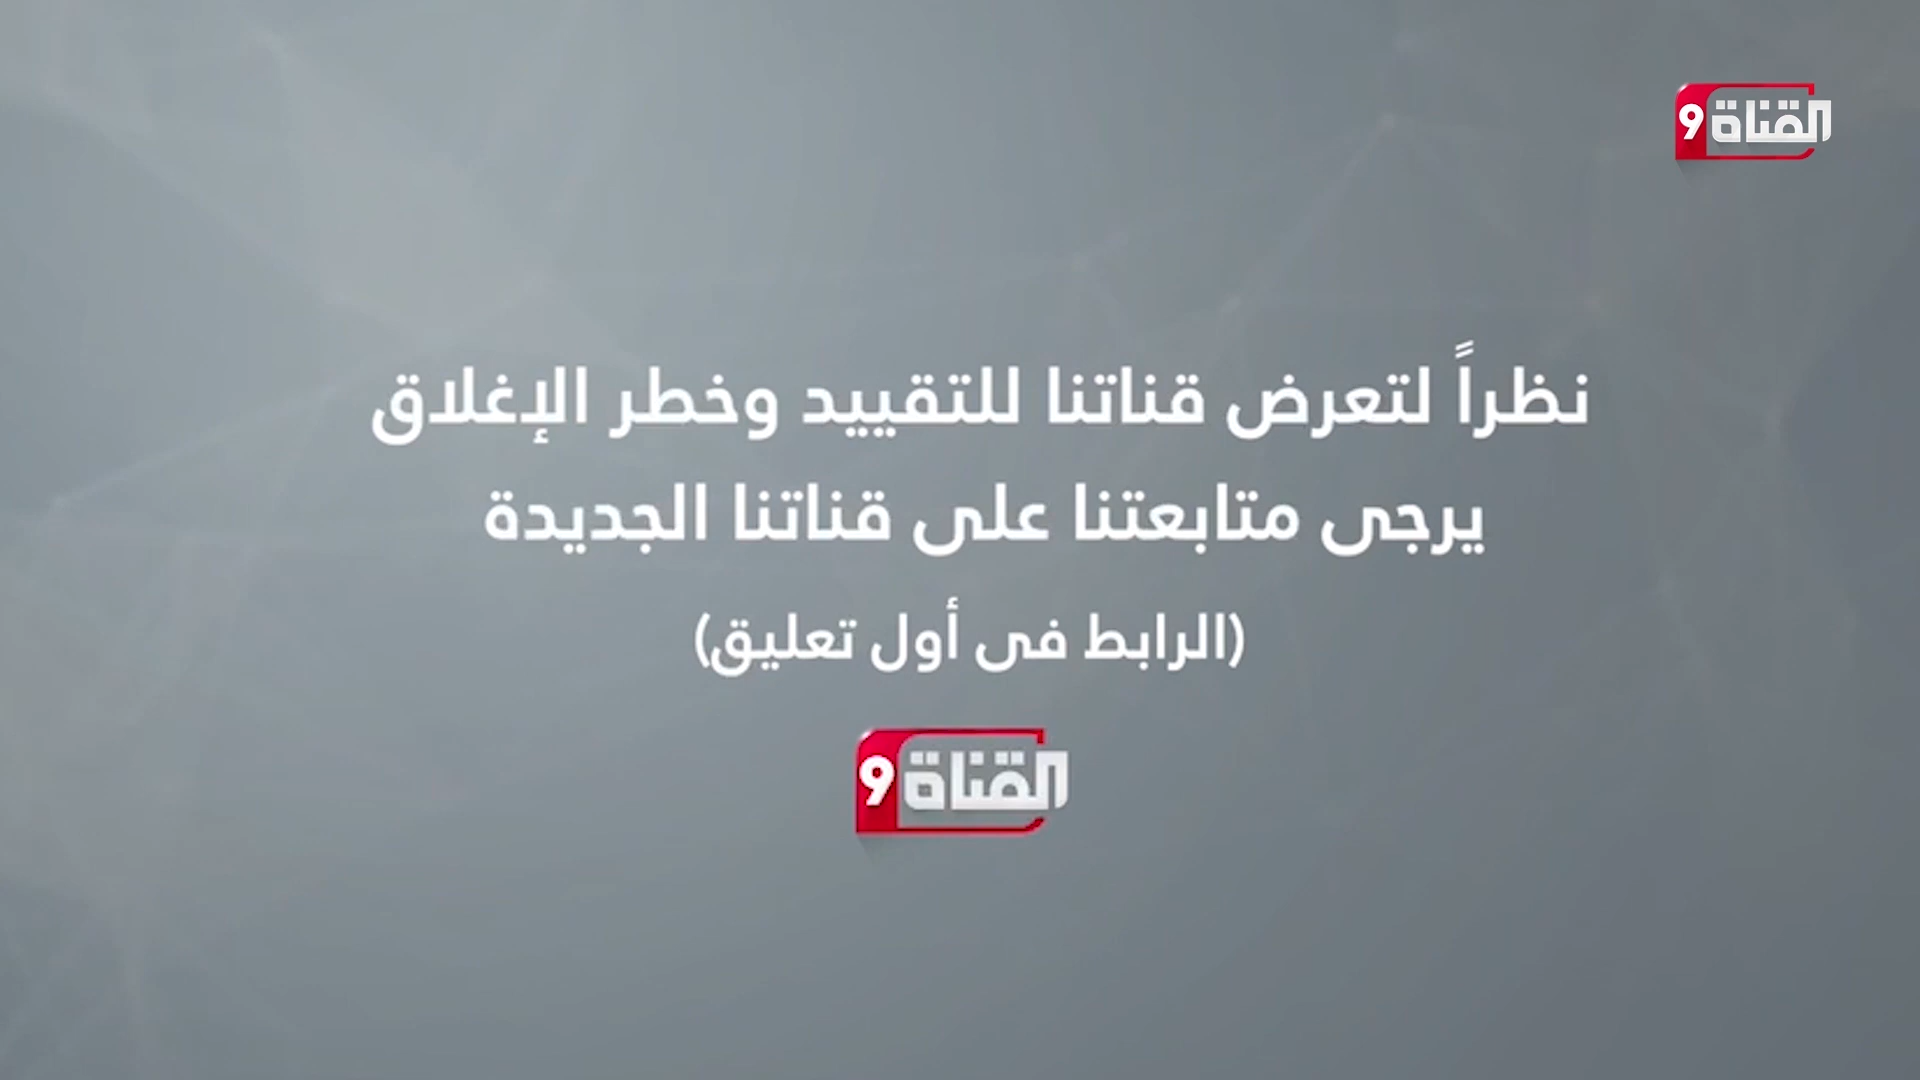 القناة 9
نظراً لتعرض قناتنا للتقييد وخطر الإغلاق
يرجى متابعتنا على قناتنا الجديدة
(الرابط فى أول تعليق)
القناة 9